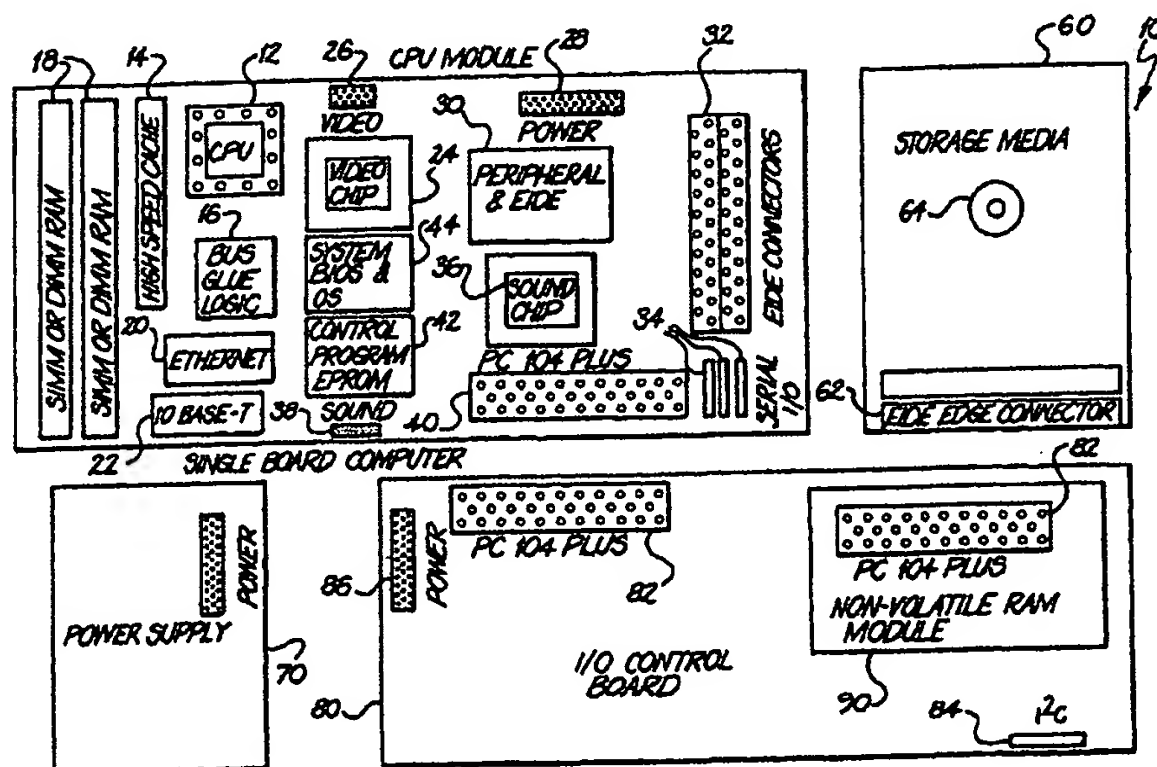 18
14
12
26
CPU MODULE
28
32
60
10
SIMM OR DIMM RAM
SIMM OR DIMM RAM
HIGH SPEED CACHE
CPU
VIDEO
VIDEO
CHIP
24
POWER
30
PERIPHERAL
& EIDE
EIDE CONNECTORS
STORAGE MEDIA
64
16
BUS
GLUE
LOGIC
SYSTEM
BIOS &
OS
44
36
SOUND
CHIP
34
20
ETHERNET
CONTROL
PROGRAM
EPROM
42
PC 104 PLUS
40
SERIAL
I/O
10 BASE-T
22
SOUND
38
62
EIDE EDGE CONNECTOR
SINGLE BOARD COMPUTER
POWER
POWER SUPPLY
70
86
POWER
PC 104 PLUS
82
82
PC 104 PLUS
NON-VOLATILE RAM
MODULE
90
I/O CONTROL
BOARD
80
84
I²C